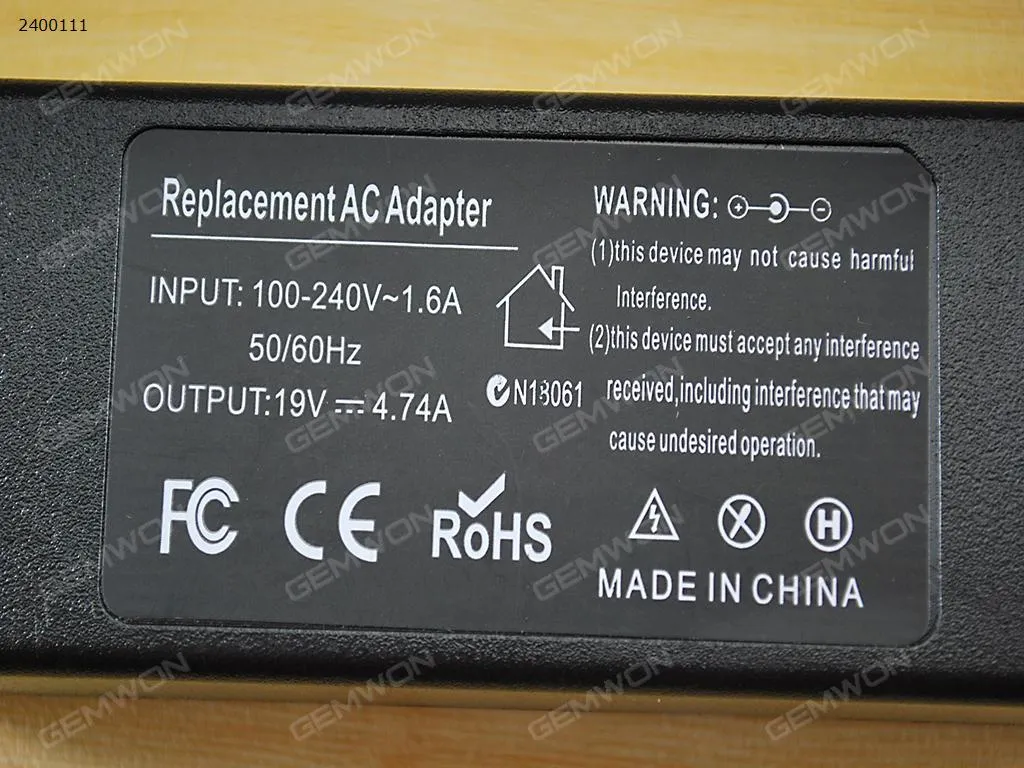 2400111
Replacement AC Adapter
INPUT: 100-240V~1.6A
50/60Hz
OUTPUT:19V 4.74A
N18061
FC
CE
RoHS
WARNING: + −
(1)this device may not cause harmful
Interference.
(2)this device must accept any interference
received,including interference that may
cause undesired operation.
H
MADE IN CHINA
GEMWON